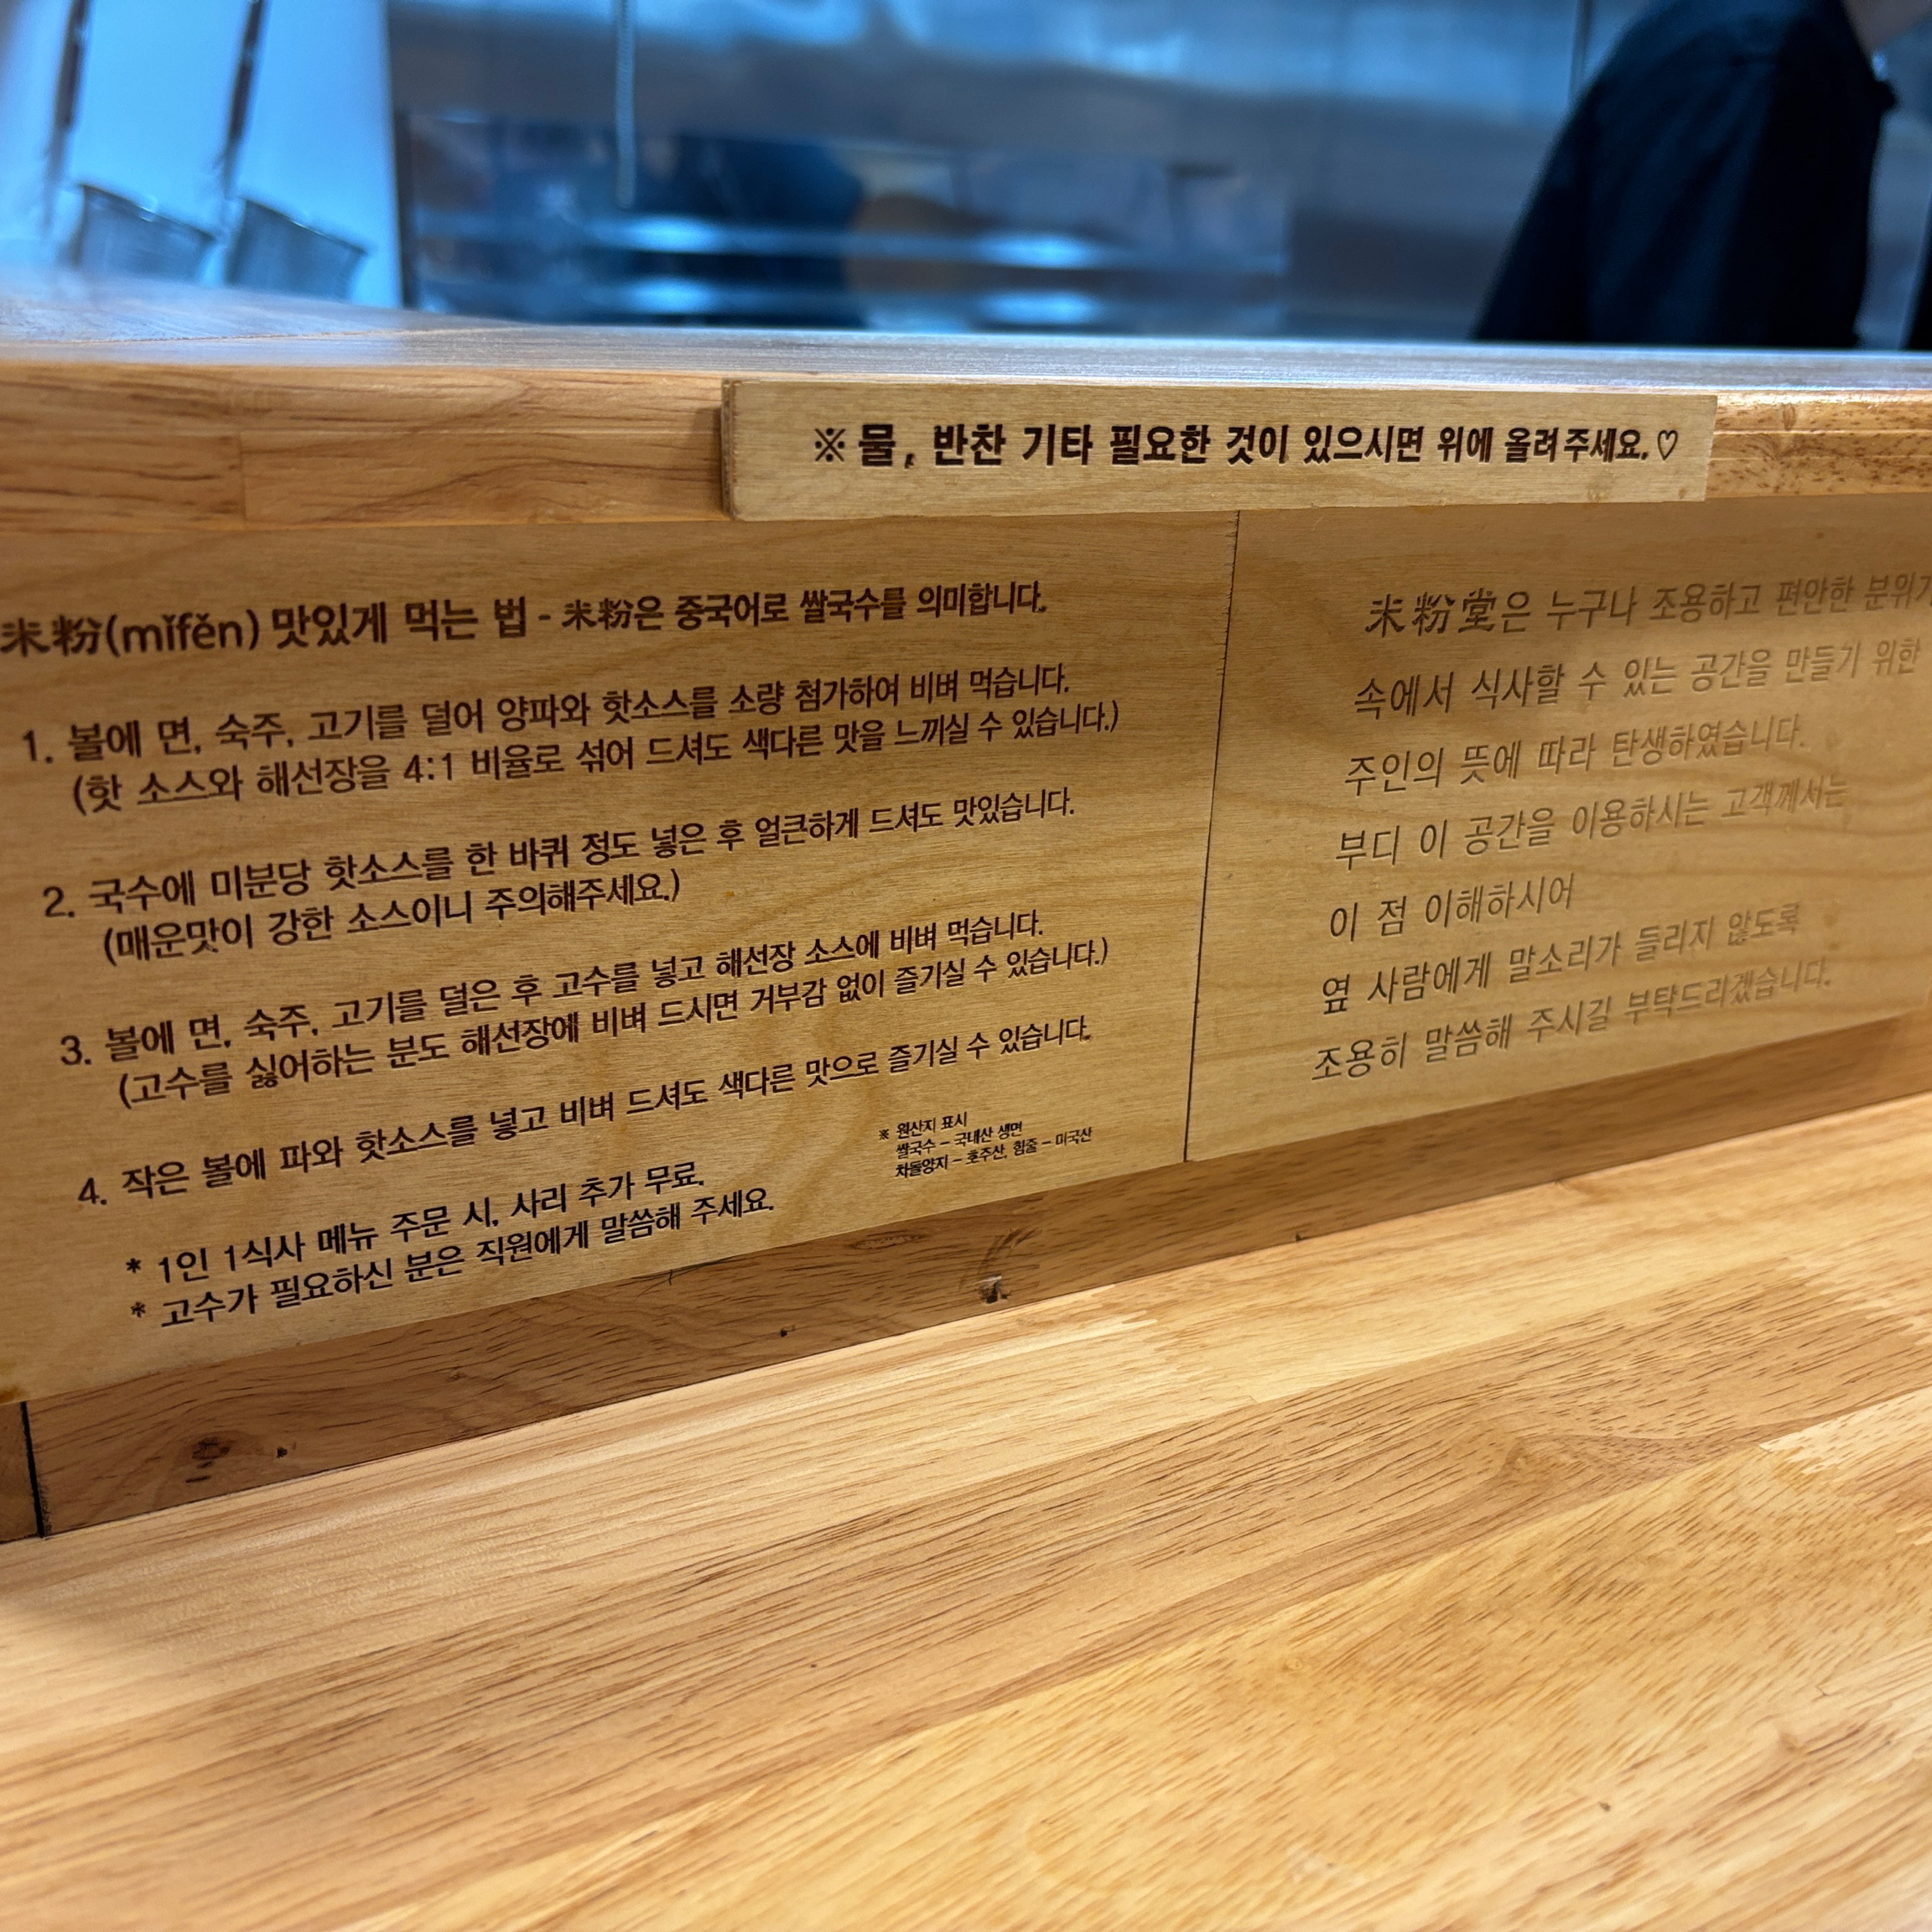 ※ 물, 반찬 기타 필요한 것이 있으시면 위에 올려주세요.♡
米粉(mǐfěn) 맛있게 먹는 법 - 米粉은 중국어로 쌀국수를 의미합니다.
1. 볼에 면, 숙주, 고기를 덜어 양파와 핫소스를 소량 첨가하여 비벼 먹습니다.
(핫 소스와 해선장을 4:1 비율로 섞어 드셔도 색다른 맛을 느끼실 수 있습니다.)
2. 국수에 미분당 핫소스를 한 바퀴 정도 넣은 후 얼큰하게 드셔도 맛있습니다.
(매운맛이 강한 소스이니 주의해주세요.)
3. 볼에 면, 숙주, 고기를 덜은 후 고수를 넣고 해선장 소스에 비벼 먹습니다.
(고수를 싫어하는 분도 해선장에 비벼 드시면 거부감 없이 즐기실 수 있습니다.)
4. 작은 볼에 파와 핫소스를 넣고 비벼 드셔도 색다른 맛으로 즐기실 수 있습니다.
* 1인 1식사 메뉴 주문 시, 사리 추가 무료.
* 고수가 필요하신 분은 직원에게 말씀해 주세요.
※ 원산지 표시
쌀국수 - 국내산 생면
차돌양지 - 호주산, 힘줄 - 미국산
米粉堂은 누구나 조용하고 편안한 분위기
속에서 식사할 수 있는 공간을 만들기 위한
주인의 뜻에 따라 탄생하였습니다.
부디 이 공간을 이용하시는 고객께서는
이 점 이해하시어
옆 사람에게 말소리가 들리지 않도록
조용히 말씀해 주시길 부탁드리겠습니다.